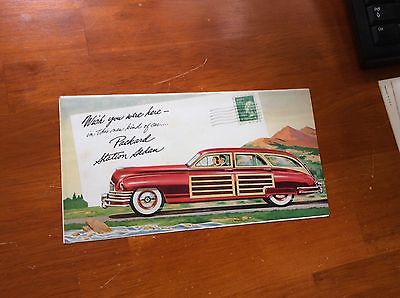 Wish you were here –
in this new kind of car...
Packard
Station Sedan